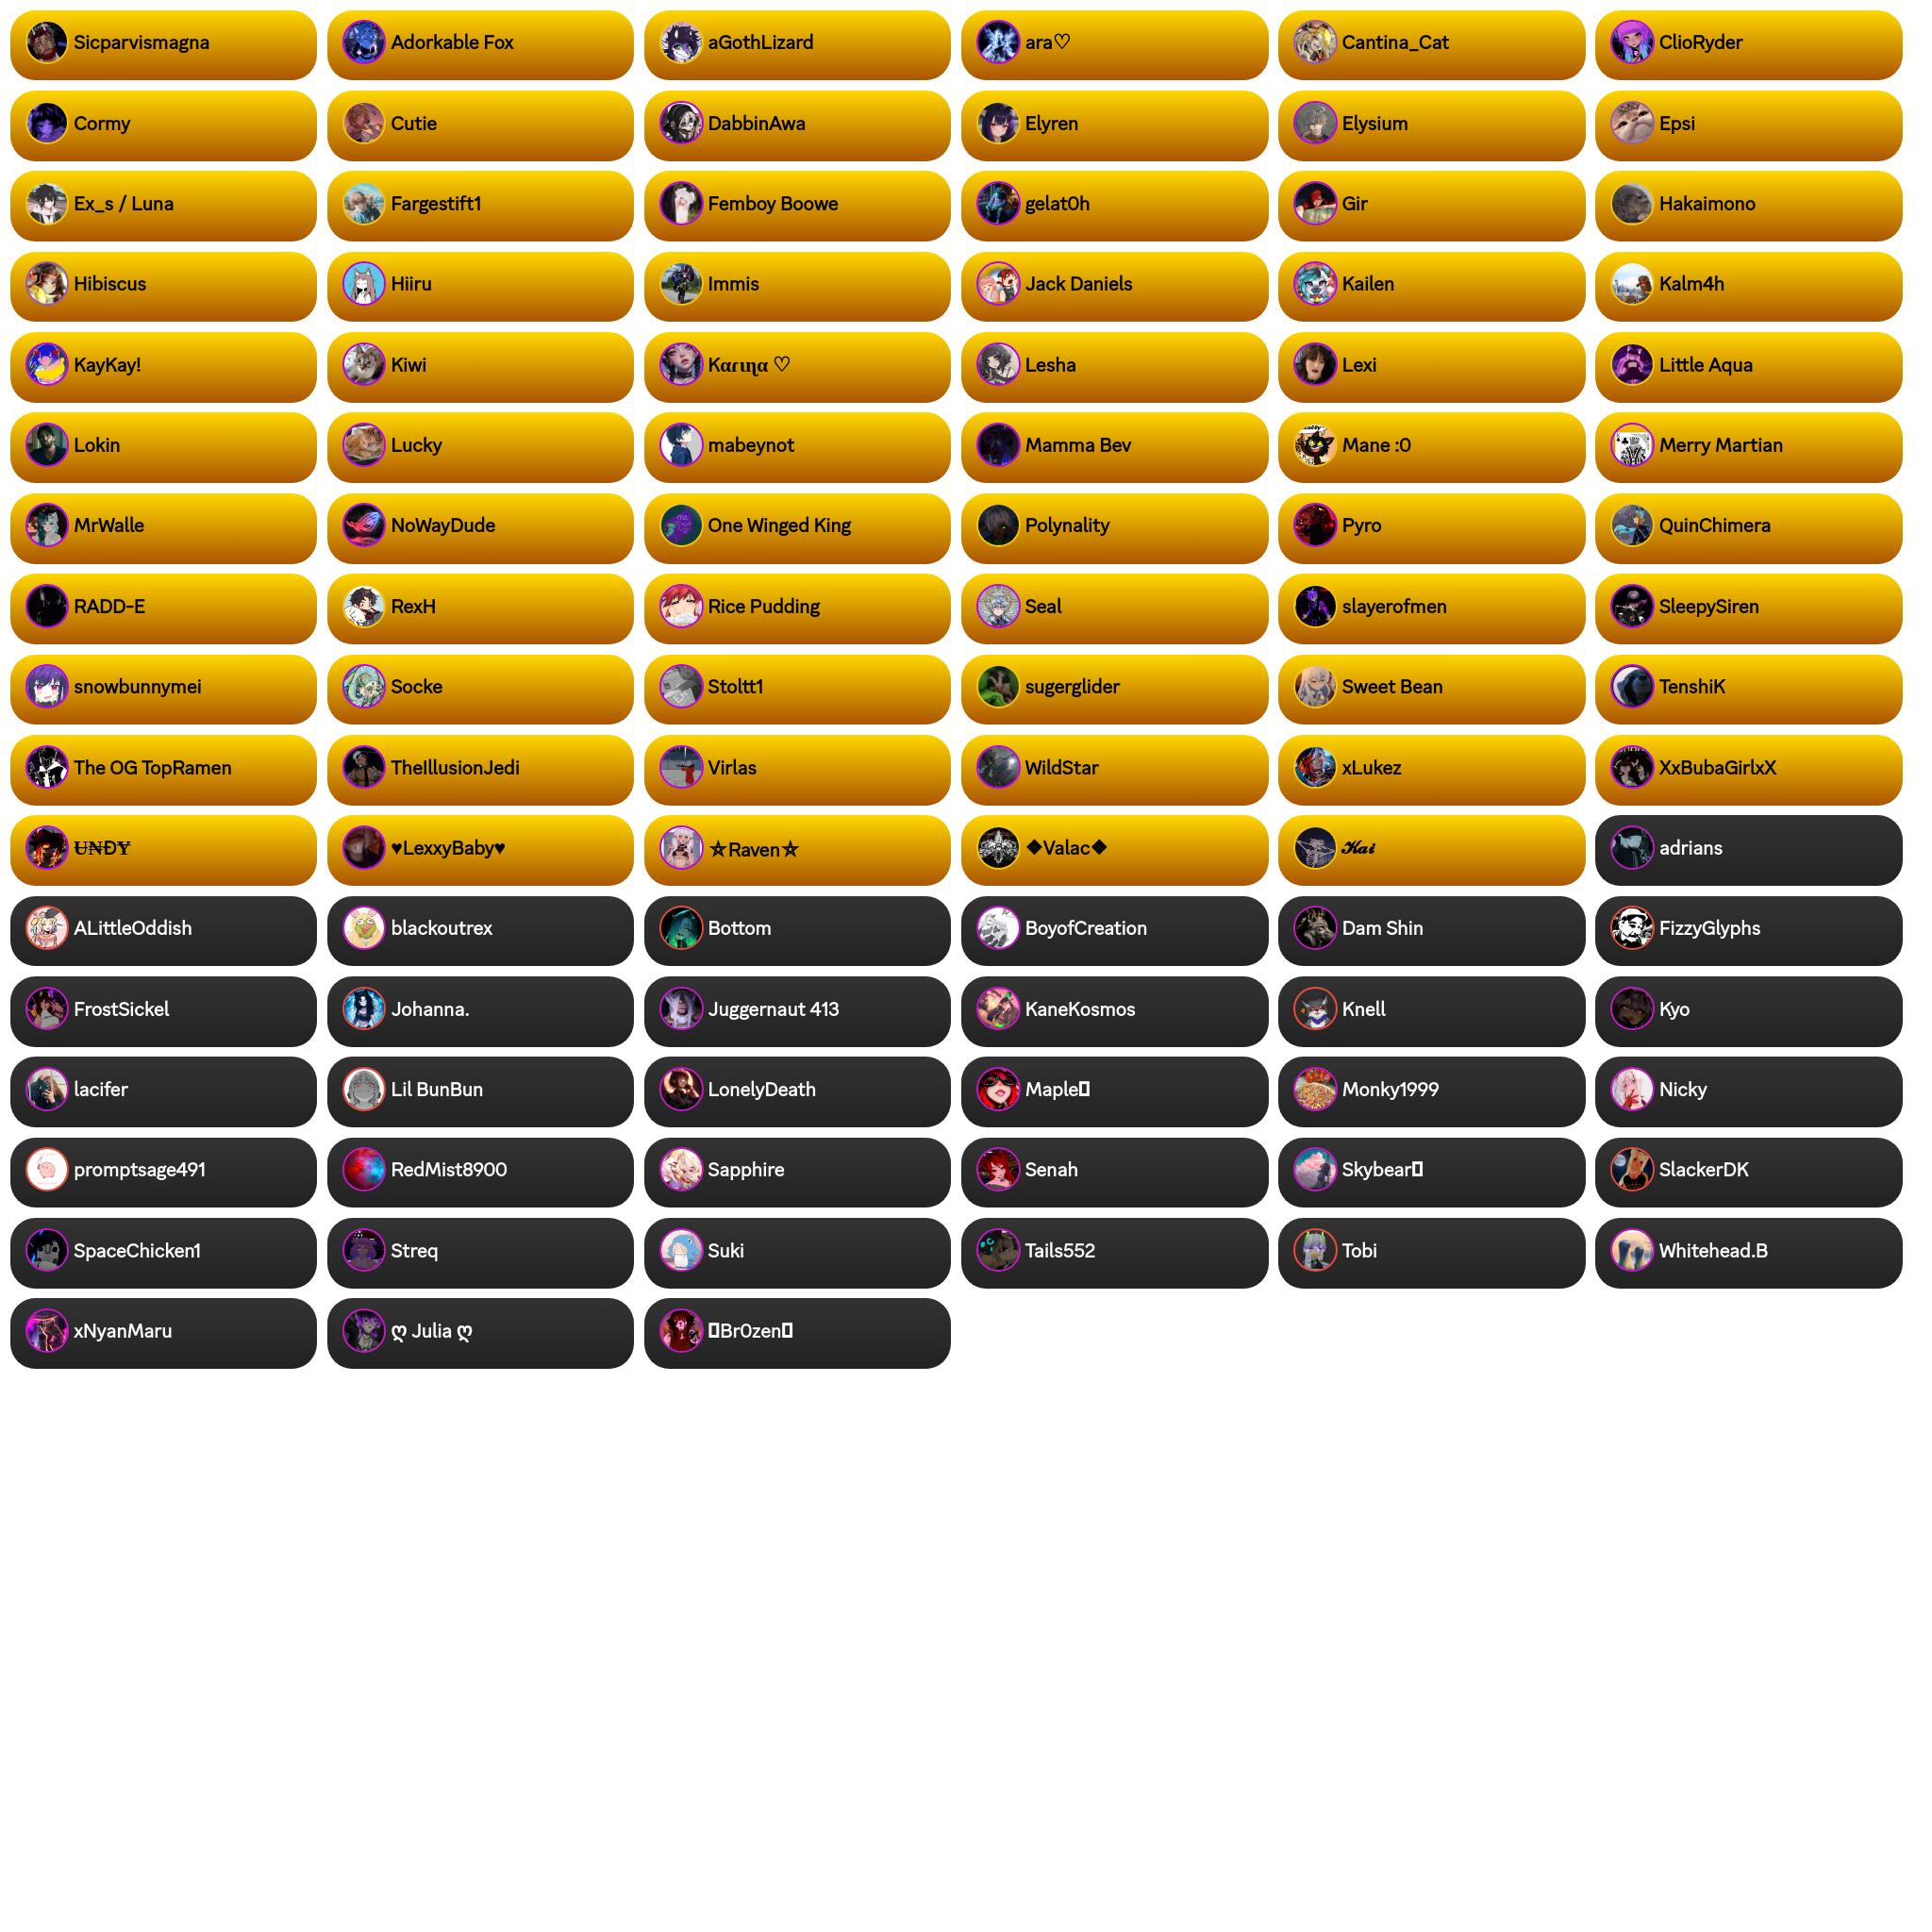 Sicparvismagna
Adorkable Fox
aGothLizard
ara♡
Cantina_Cat
ClioRyder
Cormy
Cutie
DabbinAwa
Elyren
Elysium
Epsi
Ex_s / Luna
Fargestift1
Femboy Boowe
gelat0h
Gir
Hakaimono
Hibiscus
Hiiru
Immis
Jack Daniels
Kailen
Kalm4h
KayKay!
Kiwi
Kαɾιɳα ♡
Lesha
Lexi
Little Aqua
Lokin
Lucky
mabeynot
Mamma Bev
Mane :0
Merry Martian
MrWalle
NoWayDude
One Winged King
Polynality
Pyro
QuinChimera
RADD-E
RexH
Rice Pudding
Seal
slayerofmen
SleepySiren
snowbunnymei
Socke
Stoltt1
sugerglider
Sweet Bean
TenshiK
The OG TopRamen
TheIllusionJedi
Virlas
WildStar
xLukez
XxBubaGirlxX
U̶N̶ĐY̶
♥LexxyBaby♥
⛤Raven⛤
❖Valac❖
𝓚𝓪𝓲
adrians
ALittleOddish
blackoutrex
Bottom
BoyofCreation
Dam Shin
FizzyGlyphs
FrostSickel
Johanna.
Juggernaut 413
KaneKosmos
Knell
Kyo
lacifer
Lil BunBun
LonelyDeath
Maple
Monky1999
Nicky
promptsage491
RedMist8900
Sapphire
Senah
Skybear
SlackerDK
SpaceChicken1
Streq
Suki
Tails552
Tobi
Whitehead.B
xNyanMaru
ღ Julia ღ
Br0zen